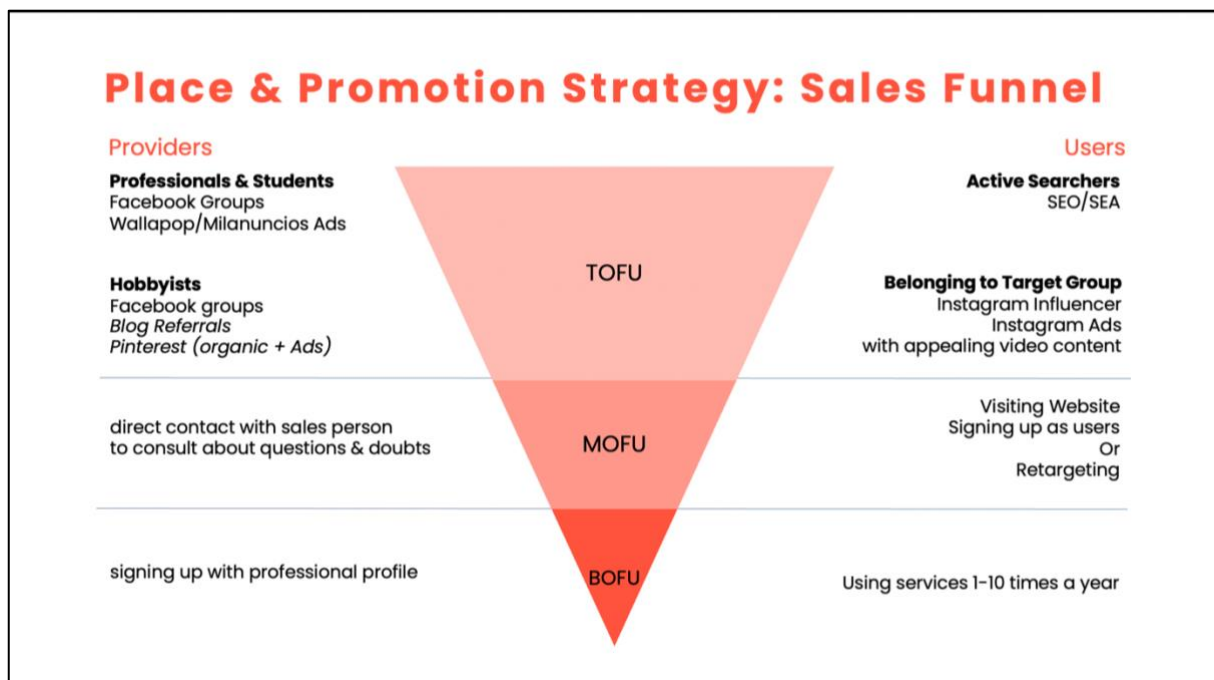 Place & Promotion Strategy: Sales Funnel
Providers
Professionals & Students
Facebook Groups
Wallapop/Milanuncios Ads
Hobbyists
Facebook groups
Blog Referrals
Pinterest (organic + Ads)
TOFU
Users
Active Searchers
SEO/SEA
Belonging to Target Group
Instagram Influencer
Instagram Ads
with appealing video content
direct contact with sales person
to consult about questions & doubts
MOFU
Visiting Website
Signing up as users
Or
Retargeting
signing up with professional profile
BOFU
Using services 1-10 times a year